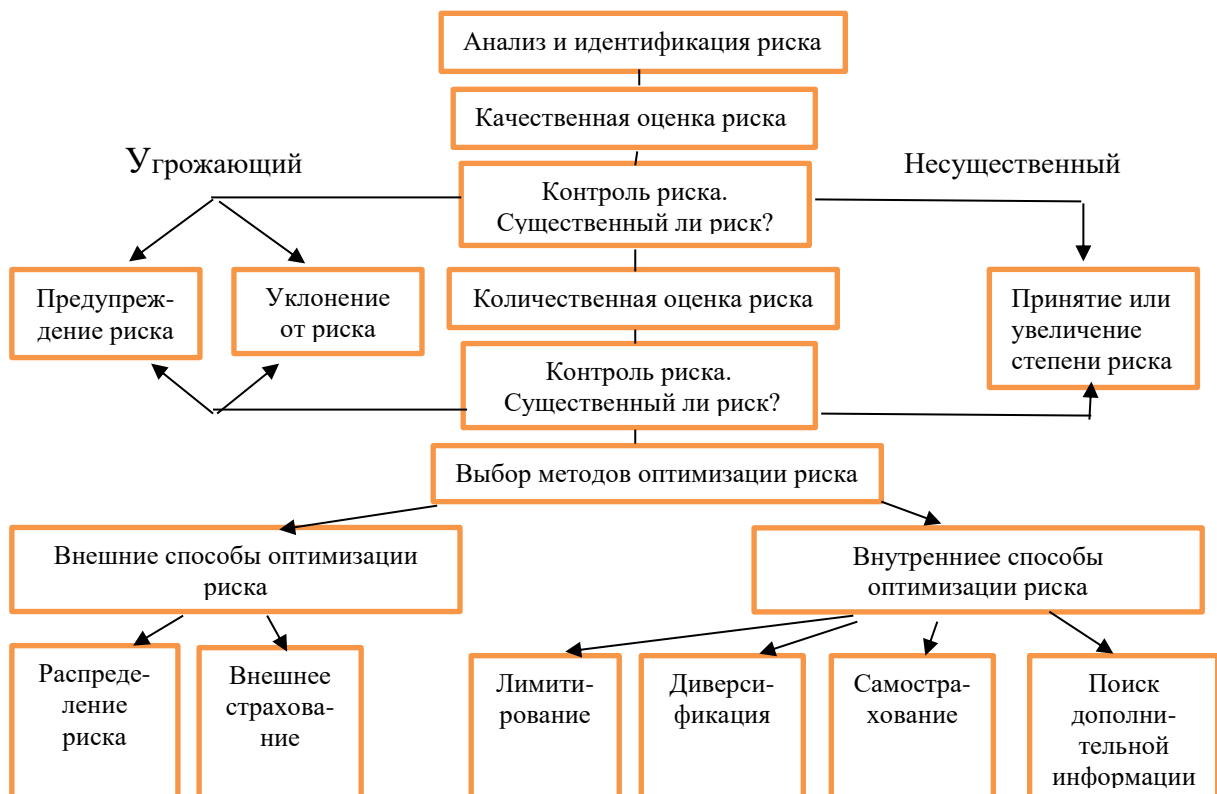 Анализ и идентификация риска
Качественная оценка риска
Угрожающий
Несущественный
Контроль риска.
Существенный ли риск?
Предупреж-
дение риска
Уклонение
от риска
Количественная оценка риска
Принятие или
увеличение
степени риска
Контроль риска.
Существенный ли риск?
Выбор методов оптимизации риска
Внешние способы оптимизации
риска
Внутренниее способы
оптимизации риска
Распреде-
ление
риска
Внешнее
страхова-
ние
Лимити-
рование
Диверси-
фикация
Самостра-
хование
Поиск
дополни-
тельной
информации